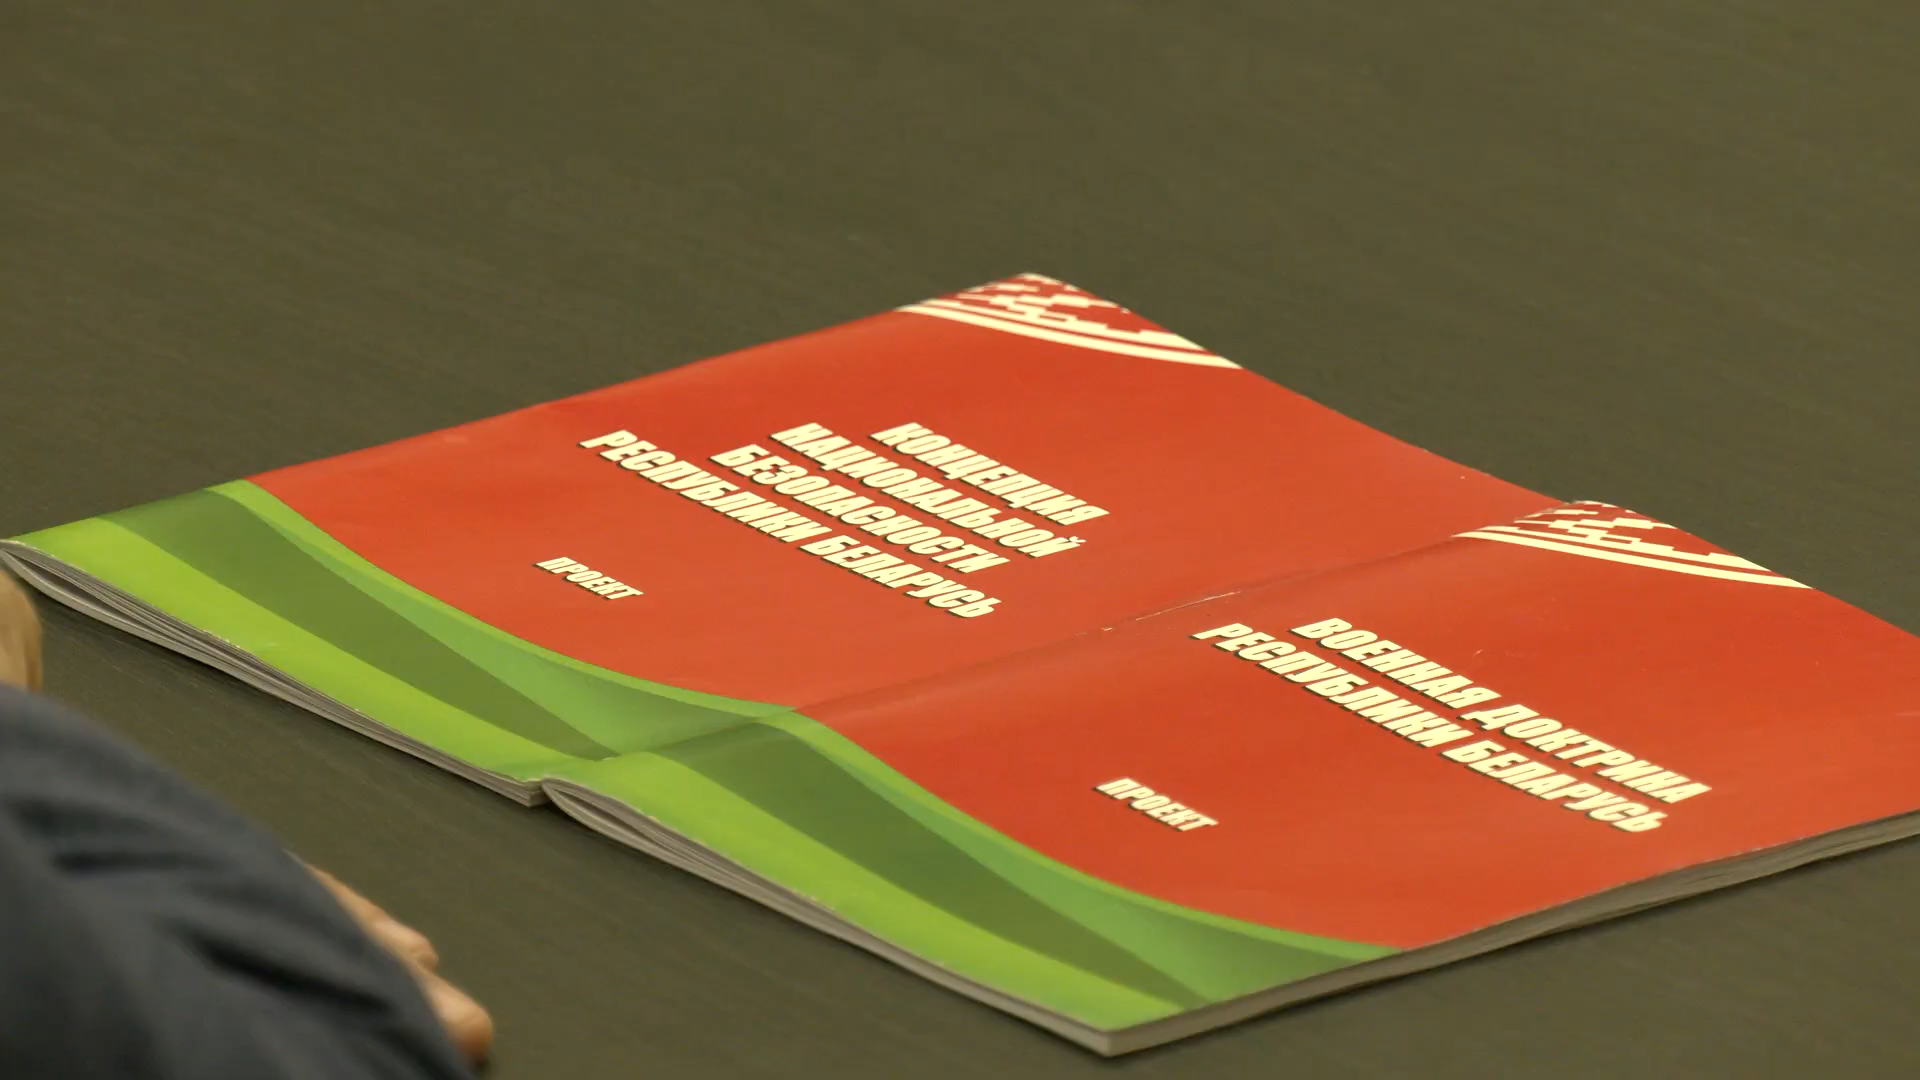 КОНЦЕПЦИЯ
НАЦИОНАЛЬНОЙ
БЕЗОПАСНОСТИ
РЕСПУБЛИКИ БЕЛАРУСЬ
ПРОЕКТ
ВОЕННАЯ ДОКТРИНА
РЕСПУБЛИКИ БЕЛАРУСЬ
ПРОЕКТ